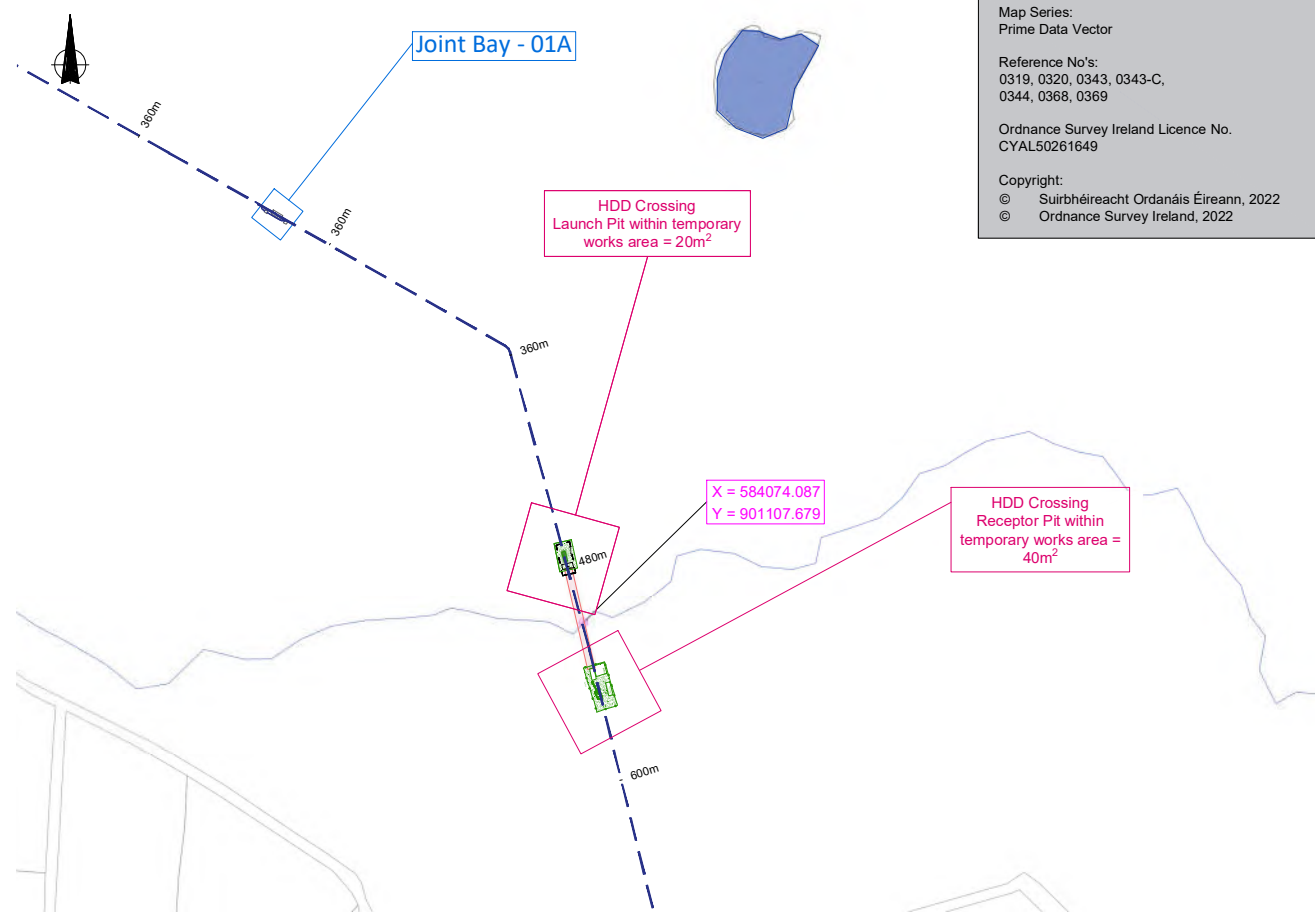 Map Series:
Prime Data Vector
Reference No's:
0319, 0320, 0343, 0343-C,
0344, 0368, 0369
Ordnance Survey Ireland Licence No.
CYAL50261649
Copyright:
© Suirbhéireacht Ordanáis Éireann, 2022
© Ordnance Survey Ireland, 2022
Joint Bay - 01A
360m
360m
HDD Crossing
Launch Pit within temporary
works area = 20m²
360m
X = 584074.087
Y = 901107.679
HDD Crossing
Receptor Pit within
temporary works area =
40m²
480m
600m